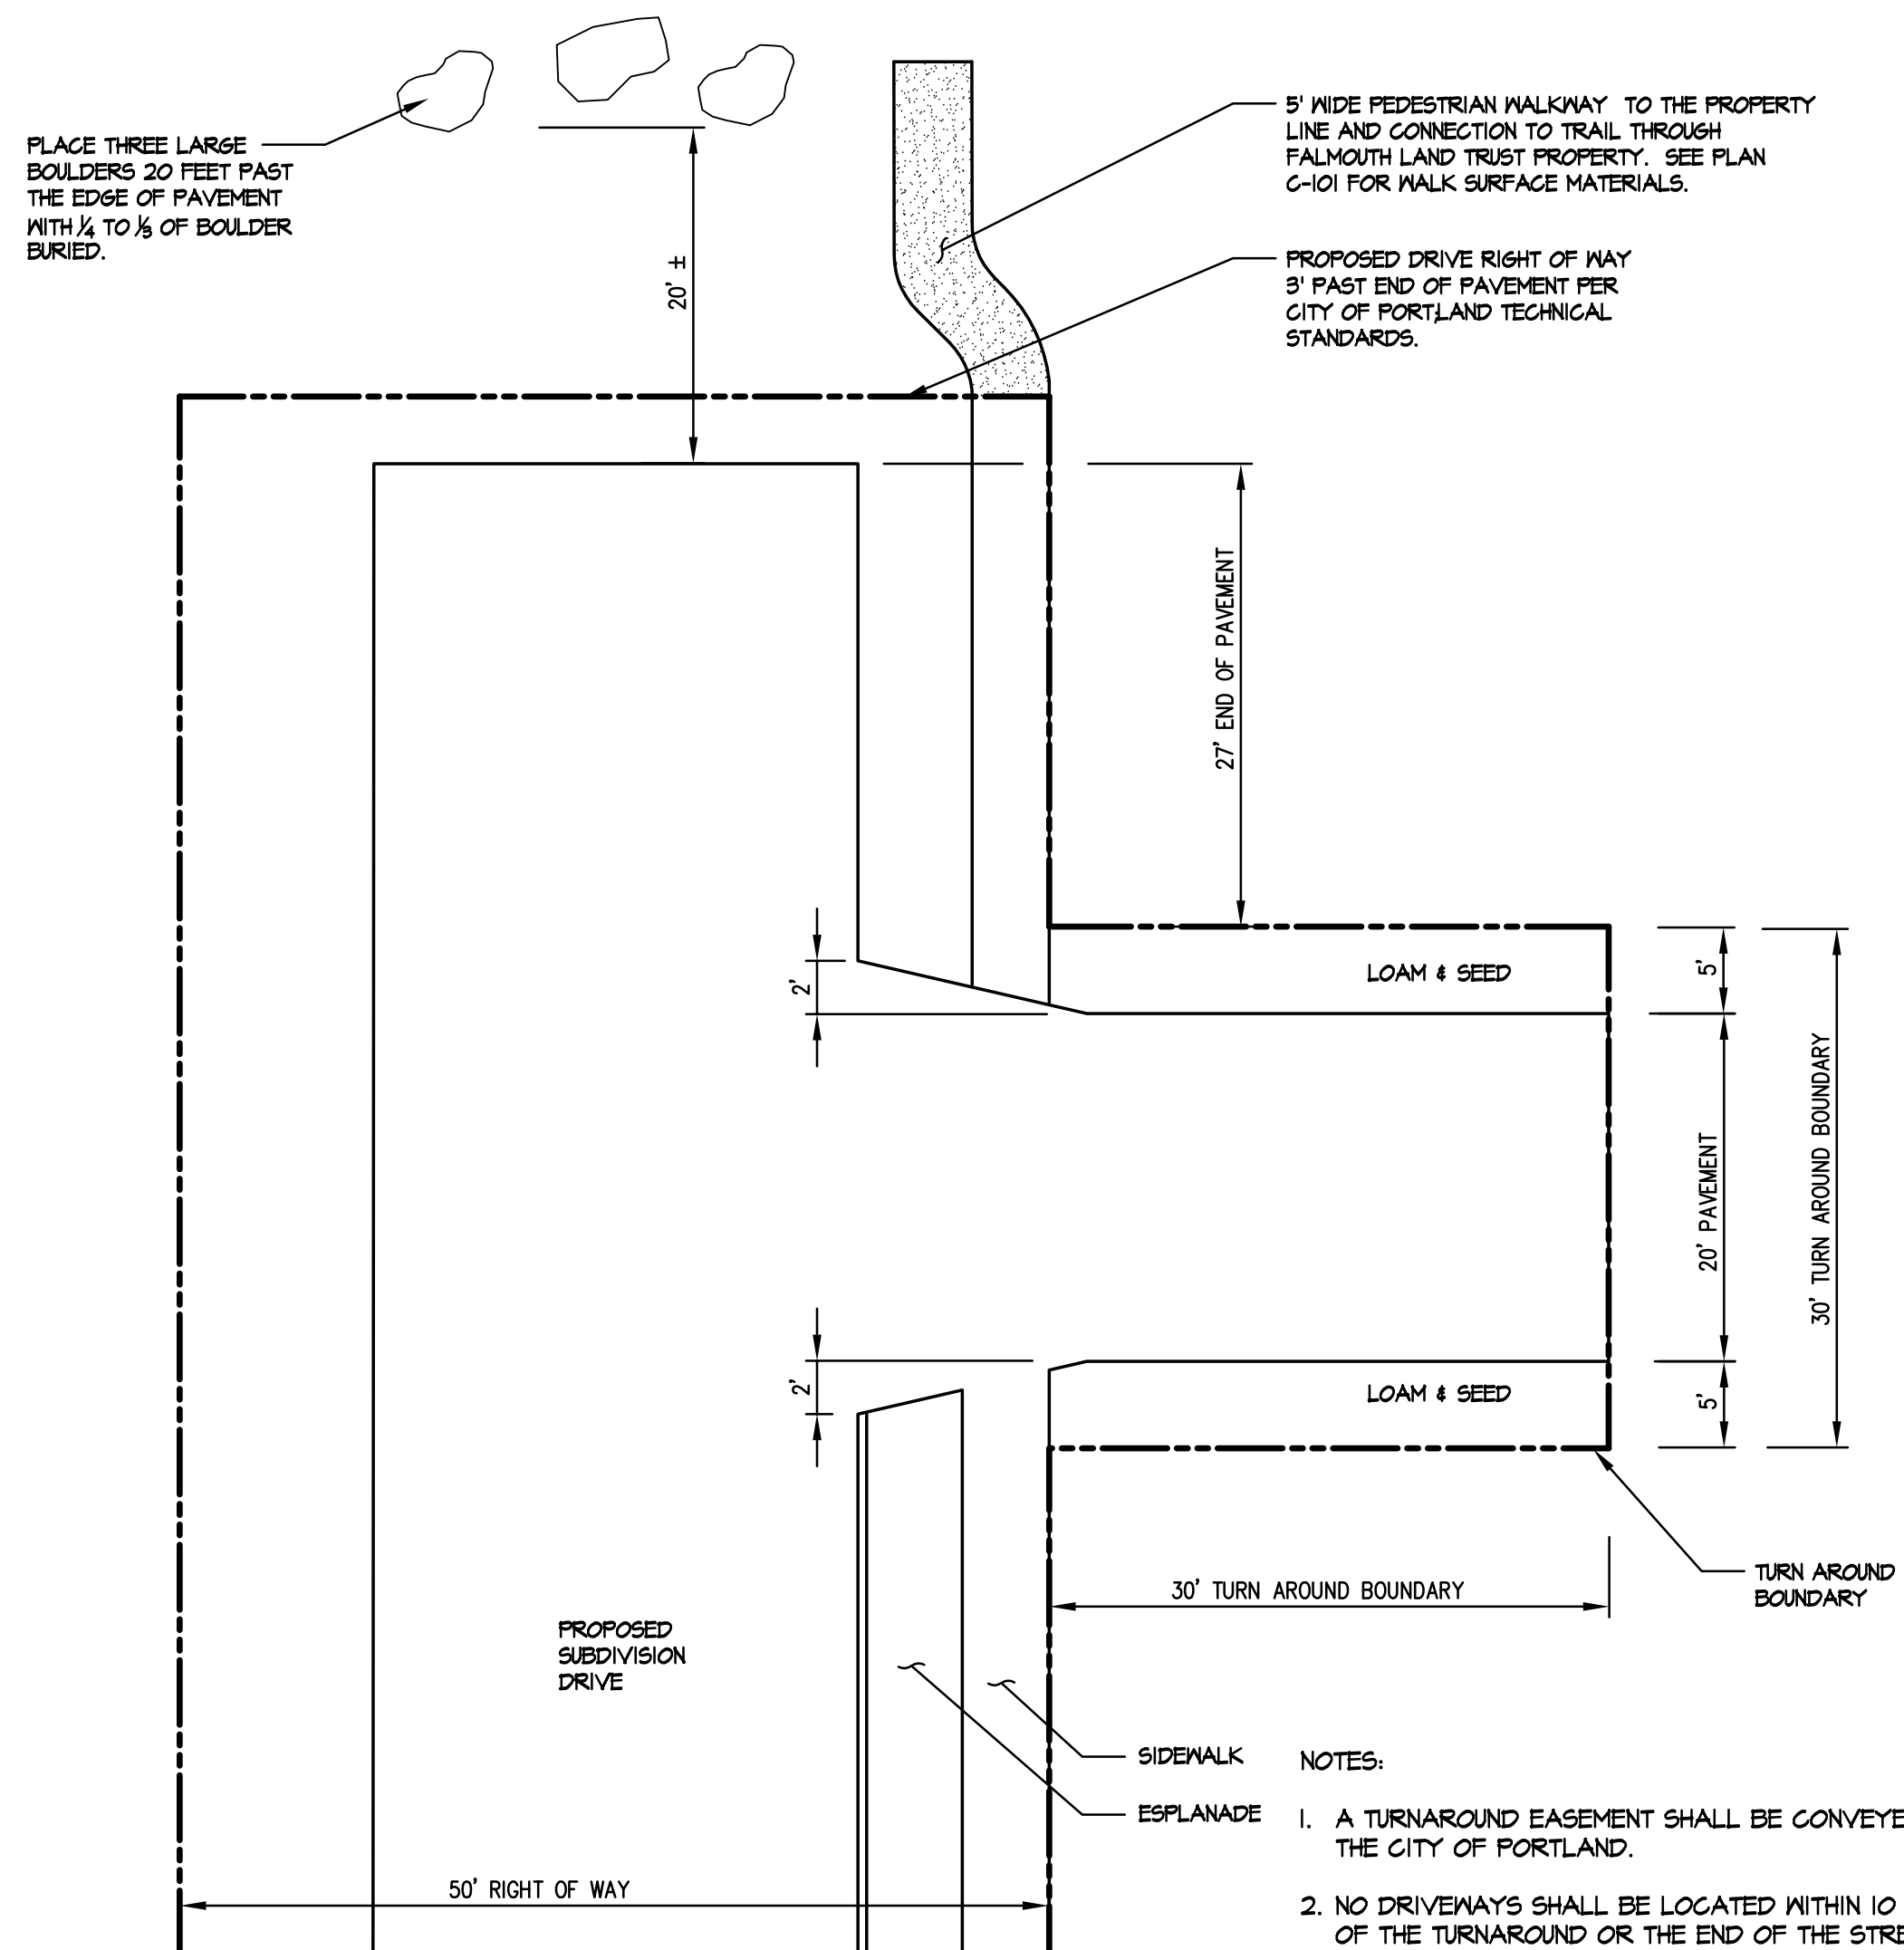 PLACE THREE LARGE
BOULDERS 20 FEET PAST
THE EDGE OF PAVEMENT
WITH 1/4 TO 1/3 OF BOULDER
BURIED.
5' WIDE PEDESTRIAN WALKWAY TO THE PROPERTY
LINE AND CONNECTION TO TRAIL THROUGH
FALMOUTH LAND TRUST PROPERTY. SEE PLAN
C-101 FOR WALK SURFACE MATERIALS.
PROPOSED DRIVE RIGHT OF WAY
3' PAST END OF PAVEMENT PER
CITY OF PORT;LAND TECHNICAL
STANDARDS.
20' ±
27' END OF PAVEMENT
LOAM & SEED
5'
2'
20' PAVEMENT
30' TURN AROUND BOUNDARY
2'
LOAM & SEED
5'
TURN AROUND
BOUNDARY
30' TURN AROUND BOUNDARY
PROPOSED
SUBDIVISION
DRIVE
SIDEWALK
ESPLANADE
50' RIGHT OF WAY
NOTES:
1. A TURNAROUND EASEMENT SHALL BE CONVEYE
THE CITY OF PORTLAND.
2. NO DRIVEWAYS SHALL BE LOCATED WITHIN 10
OF THE TURNAROUND OR THE END OF THE STRE